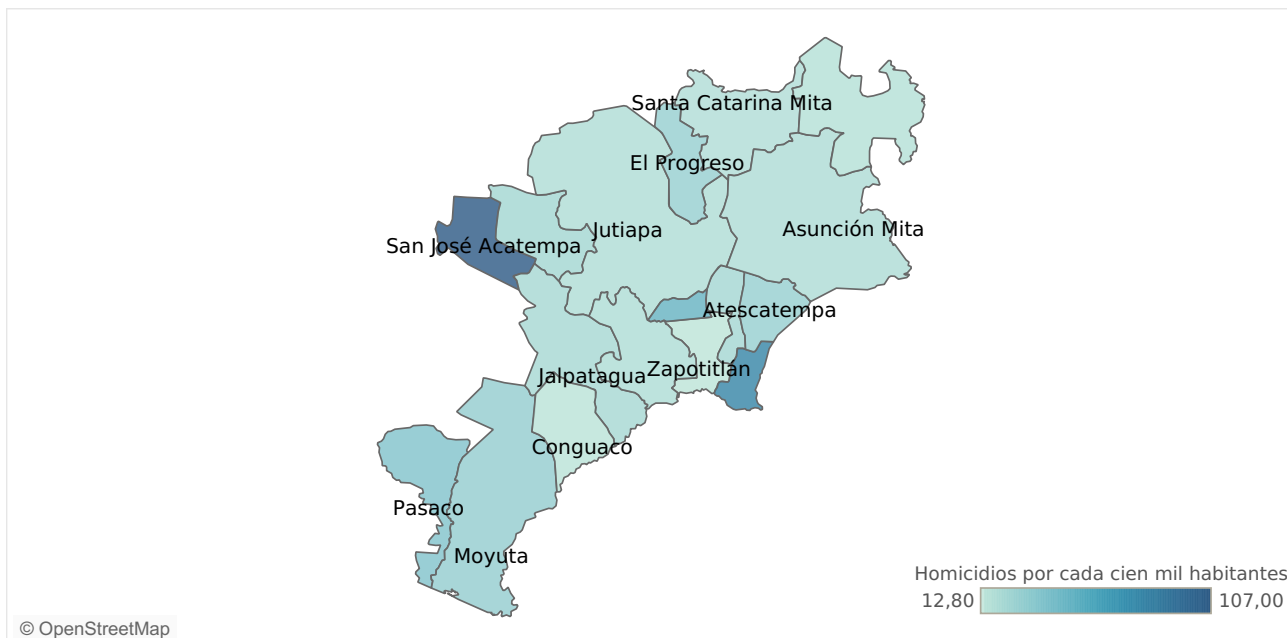 Santa Catarina Mita
El Progreso
Jutiapa
Asunción Mita
San José Acatempa
Atescatempa
Zapotitlán
Jalpatagua
Conguaco
Pasaco
Moyuta
Homicidios por cada cien mil habitantes
12,80 107,00
© OpenStreetMap